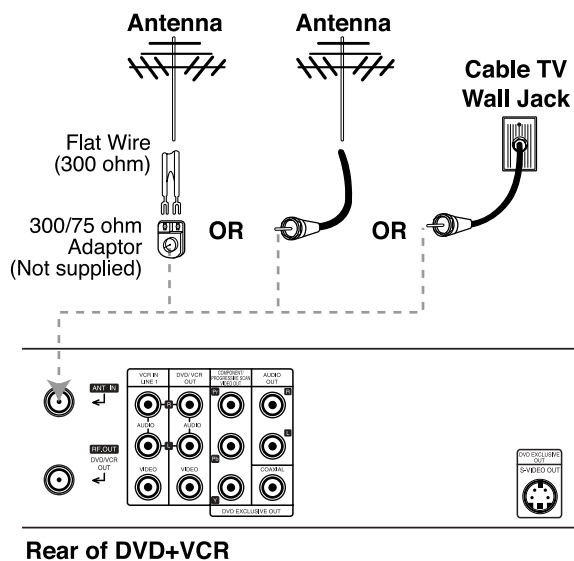 Antenna
Antenna
Cable TV
Wall Jack
Flat Wire
(300 ohm)
300/75 ohm
Adaptor
(Not supplied)
OR
OR
ANT IN
RF.OUT
DVD/VCR
OUT
VCR IN
LINE 1
DVD/VCR
OUT
COMPONENT/
PROGRESSIVE SCAN
VIDEO OUT
AUDIO
OUT
R
L
AUDIO
AUDIO
VIDEO
VIDEO
Pr
Pb
Y
R
L
COAXIAL
DVD EXCLUSIVE OUT
DVD EXCLUSIVE
OUT
S-VIDEO OUT
Rear of DVD+VCR